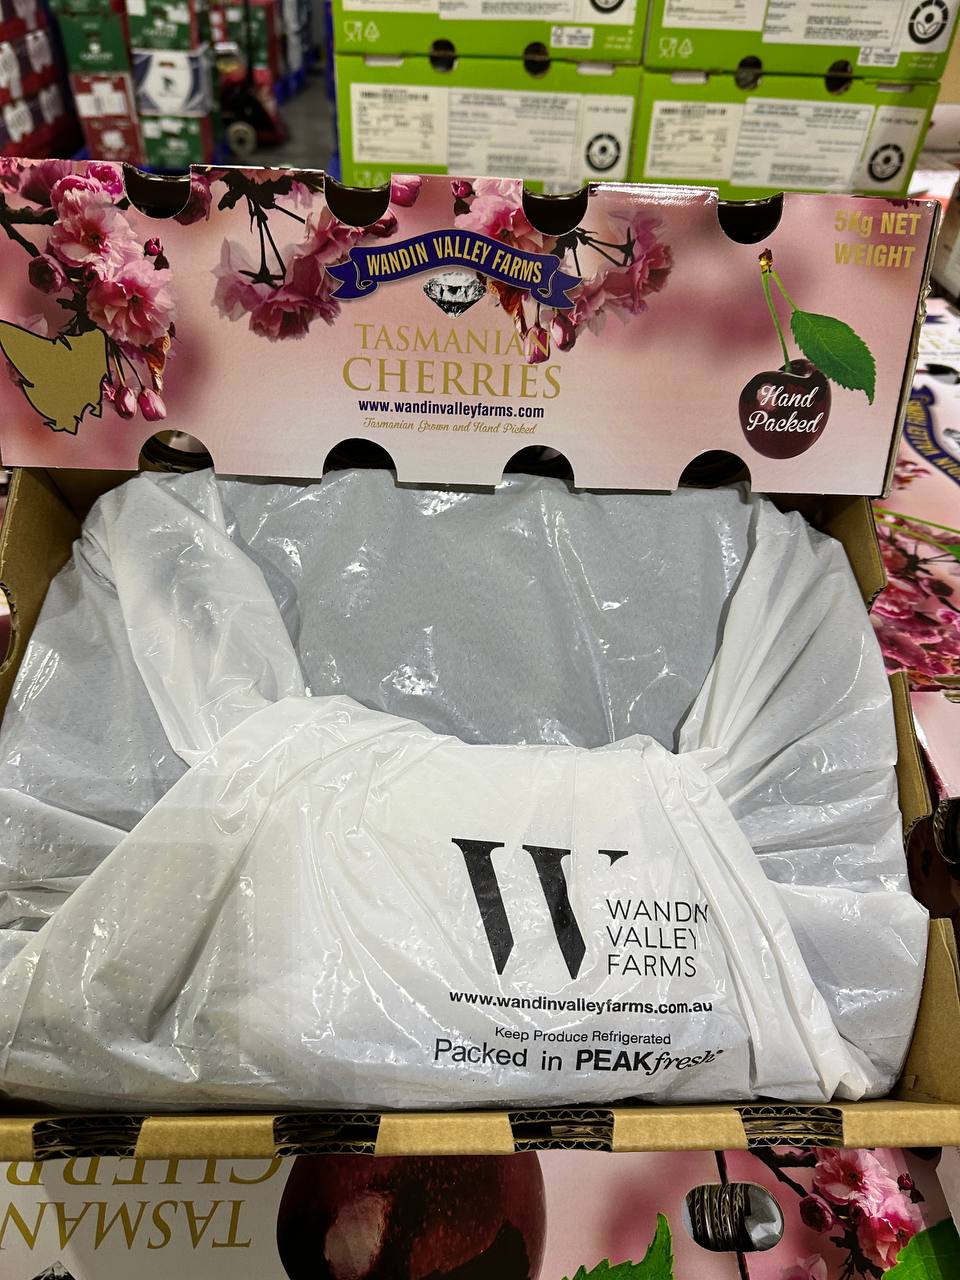 WANDIN VALLEY FARMS
5Kg NET
WEIGHT
TASMANIAN
CHERRIES
www.wandinvalleyfarms.com
Tasmanian Grown and Hand Picked
Hand
Packed
W
WANDIN
VALLEY
FARMS
www.wandinvalleyfarms.com.au
Keep Produce Refrigerated
Packed in PEAKfresh
TASMAN
CHERR